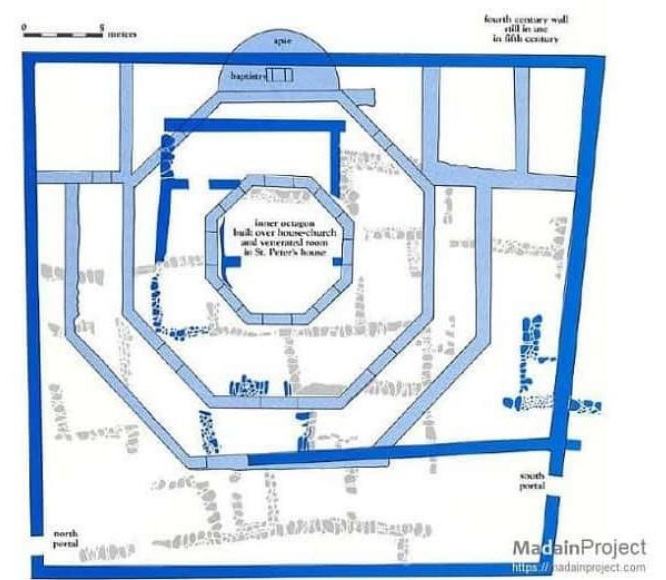 0 5
meters
fourth century wall
still in use
in fifth century
apse
baptistry
inner octagon
built over house-church
and venerated room
in St. Peter's house
south
portal
north
portal
MadainProject
https://madainproject.com